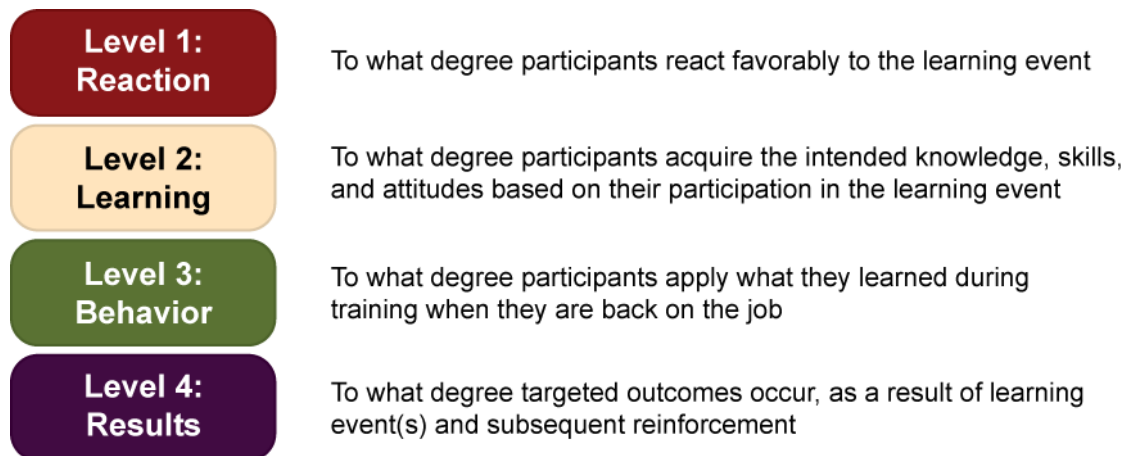 Level 1:
Reaction
To what degree participants react favorably to the learning event
Level 2:
Learning
To what degree participants acquire the intended knowledge, skills,
and attitudes based on their participation in the learning event
Level 3:
Behavior
To what degree participants apply what they learned during
training when they are back on the job
Level 4:
Results
To what degree targeted outcomes occur, as a result of learning
event(s) and subsequent reinforcement